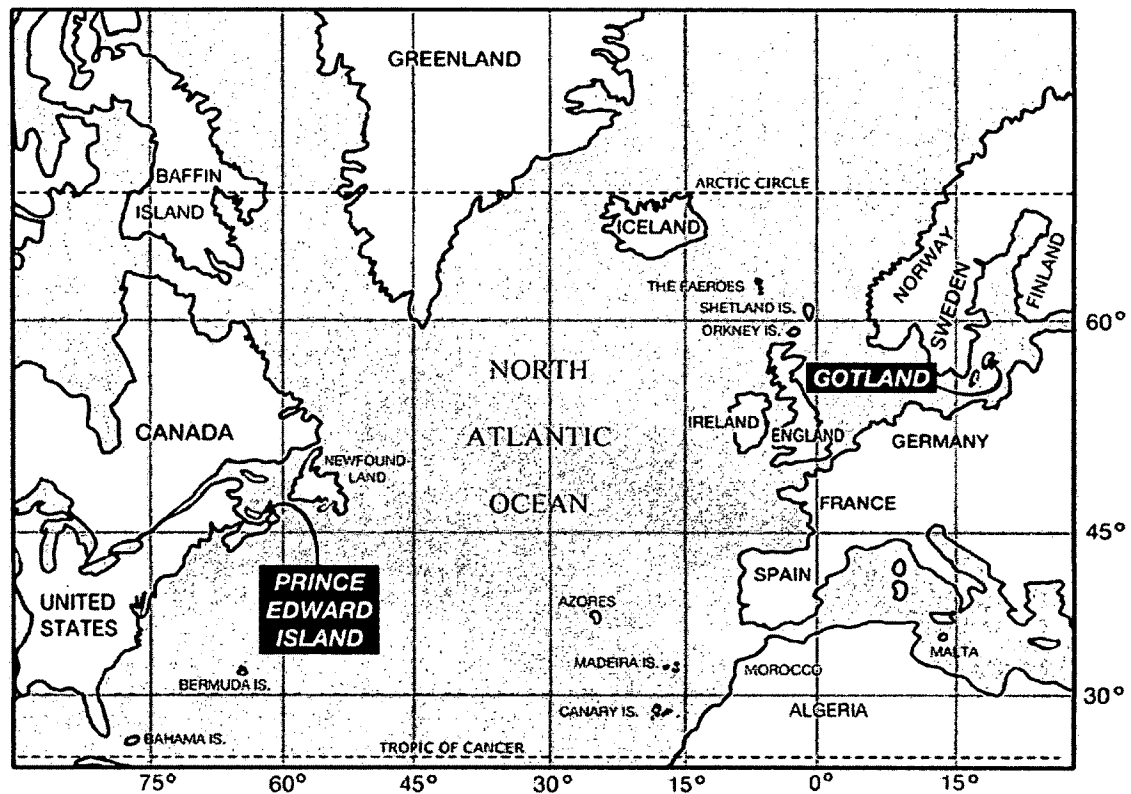 GREENLAND
BAFFIN
ISLAND
ARCTIC CIRCLE
ICELAND
NORWAY
SWEDEN
FINLAND
THE FAEROES
SHETLAND IS.
ORKNEY IS.
60°
NORTH
ATLANTIC
OCEAN
GOTLAND
IRELAND
ENGLAND
GERMANY
CANADA
NEWFOUND
LAND
FRANCE
45°
PRINCE
EDWARD
ISLAND
SPAIN
UNITED
STATES
AZORES
MALTA
MADEIRA IS.
MOROCCO
BERMUDA IS.
30°
CANARY IS.
ALGERIA
BAHAMA IS.
TROPIC OF CANCER
75° 60° 45° 30° 15° 0° 15°